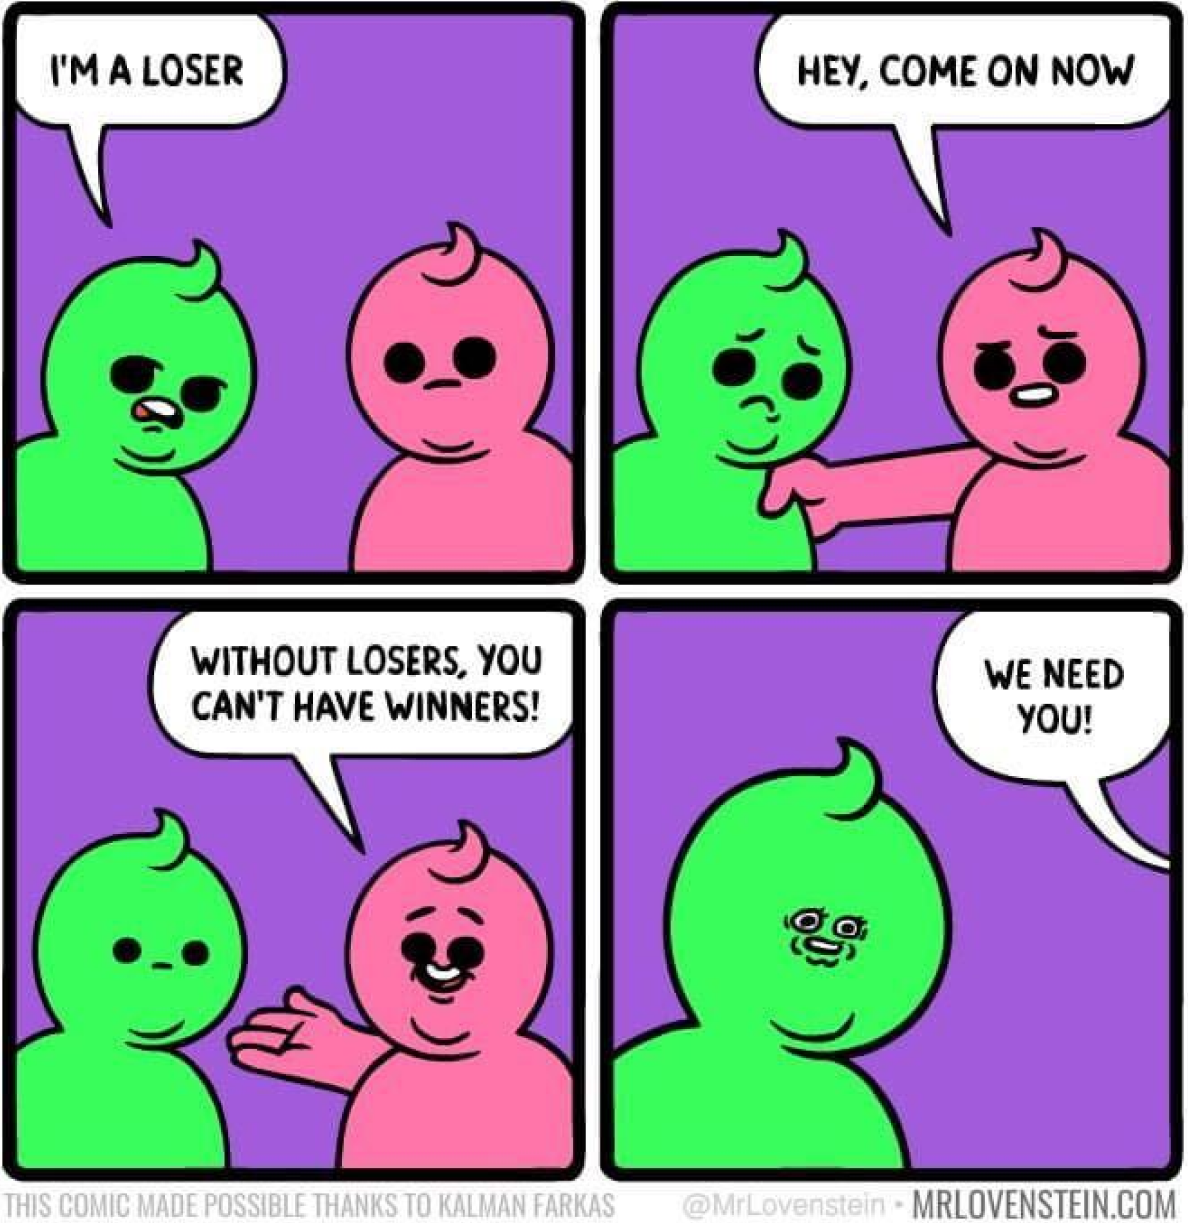 I'M A LOSER
HEY, COME ON NOW
WITHOUT LOSERS, YOU
CAN'T HAVE WINNERS!
WE NEED
YOU!
THIS COMIC MADE POSSIBLE THANKS TO KALMAN FARKAS
@MrLovenstein • MRLOVENSTEIN.COM